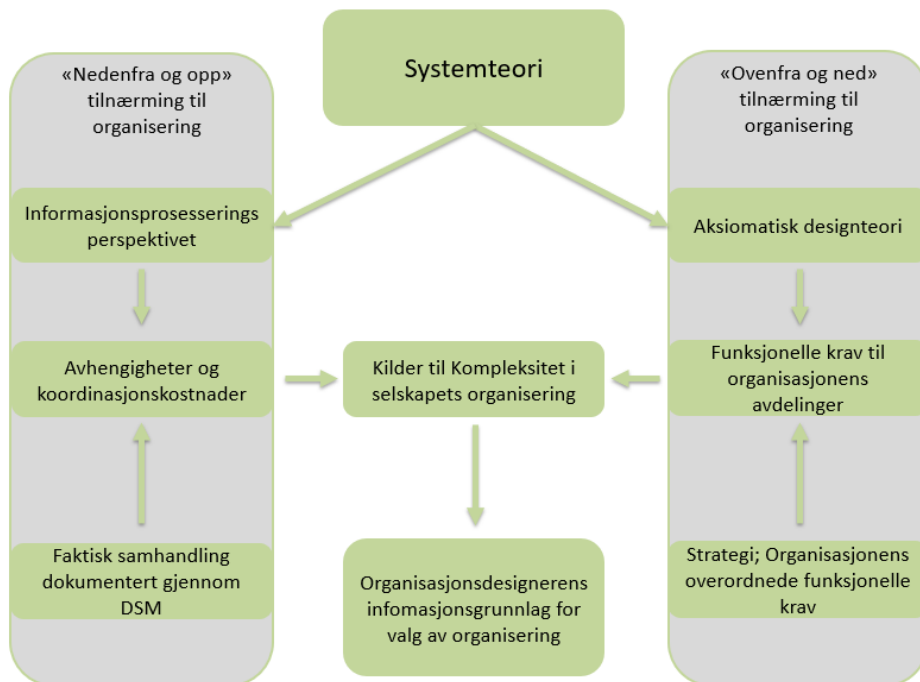 Systemteori
«Nedenfra og opp»
tilnærming til
organisering
Informasjonsprosesserings
perspektivet
Avhengigheter og
koordinasjonskostnader
Faktisk samhandling
dokumentert gjennom
DSM
Kilder til Kompleksitet i
selskapets organisering
Organisasjonsdesignerens
infomasjonsgrunnlag for
valg av organisering
«Ovenfra og ned»
tilnærming til
organisering
Aksiomatisk designteori
Funksjonelle krav til
organisasjonens
avdelinger
Strategi; Organisasjonens
overordnede funksjonelle
krav